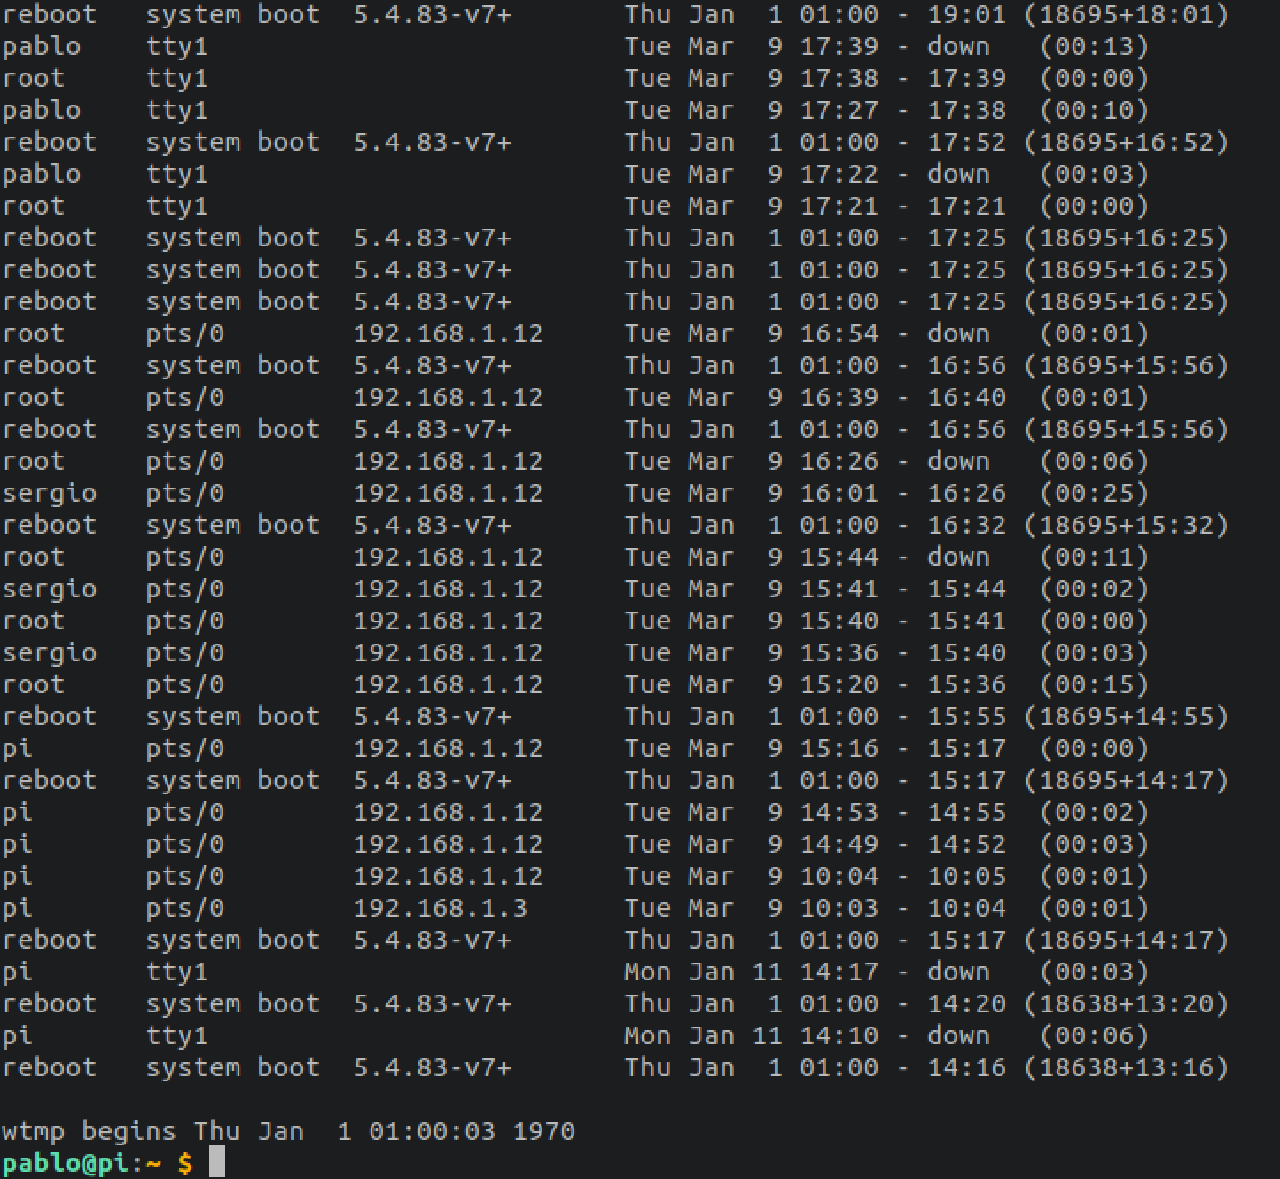 reboot   system boot  5.4.83-v7+       Thu Jan  1 01:00 - 19:01 (18695+18:01)
pablo    tty1                          Tue Mar  9 17:39 - down   (00:13)
root     tty1                          Tue Mar  9 17:38 - 17:39  (00:00)
pablo    tty1                          Tue Mar  9 17:27 - 17:38  (00:10)
reboot   system boot  5.4.83-v7+       Thu Jan  1 01:00 - 17:52 (18695+16:52)
pablo    tty1                          Tue Mar  9 17:22 - down   (00:03)
root     tty1                          Tue Mar  9 17:21 - 17:21  (00:00)
reboot   system boot  5.4.83-v7+       Thu Jan  1 01:00 - 17:25 (18695+16:25)
reboot   system boot  5.4.83-v7+       Thu Jan  1 01:00 - 17:25 (18695+16:25)
reboot   system boot  5.4.83-v7+       Thu Jan  1 01:00 - 17:25 (18695+16:25)
root     pts/0        192.168.1.12     Tue Mar  9 16:54 - down   (00:01)
reboot   system boot  5.4.83-v7+       Thu Jan  1 01:00 - 16:56 (18695+15:56)
root     pts/0        192.168.1.12     Tue Mar  9 16:39 - 16:40  (00:01)
reboot   system boot  5.4.83-v7+       Thu Jan  1 01:00 - 16:56 (18695+15:56)
root     pts/0        192.168.1.12     Tue Mar  9 16:26 - down   (00:06)
sergio   pts/0        192.168.1.12     Tue Mar  9 16:01 - 16:26  (00:25)
reboot   system boot  5.4.83-v7+       Thu Jan  1 01:00 - 16:32 (18695+15:32)
root     pts/0        192.168.1.12     Tue Mar  9 15:44 - down   (00:11)
sergio   pts/0        192.168.1.12     Tue Mar  9 15:41 - 15:44  (00:02)
root     pts/0        192.168.1.12     Tue Mar  9 15:40 - 15:41  (00:00)
sergio   pts/0        192.168.1.12     Tue Mar  9 15:36 - 15:40  (00:03)
root     pts/0        192.168.1.12     Tue Mar  9 15:20 - 15:36  (00:15)
reboot   system boot  5.4.83-v7+       Thu Jan  1 01:00 - 15:55 (18695+14:55)
pi       pts/0        192.168.1.12     Tue Mar  9 15:16 - 15:17  (00:00)
reboot   system boot  5.4.83-v7+       Thu Jan  1 01:00 - 15:17 (18695+14:17)
pi       pts/0        192.168.1.12     Tue Mar  9 14:53 - 14:55  (00:02)
pi       pts/0        192.168.1.12     Tue Mar  9 14:49 - 14:52  (00:03)
pi       pts/0        192.168.1.12     Tue Mar  9 10:04 - 10:05  (00:01)
pi       pts/0        192.168.1.3      Tue Mar  9 10:03 - 10:04  (00:01)
reboot   system boot  5.4.83-v7+       Thu Jan  1 01:00 - 15:17 (18695+14:17)
pi       tty1                          Mon Jan 11 14:17 - down   (00:03)
reboot   system boot  5.4.83-v7+       Thu Jan  1 01:00 - 14:20 (18638+13:20)
pi       tty1                          Mon Jan 11 14:10 - down   (00:06)
reboot   system boot  5.4.83-v7+       Thu Jan  1 01:00 - 14:16 (18638+13:16)

wtmp begins Thu Jan  1 01:00:03 1970
pablo@pi:~ $